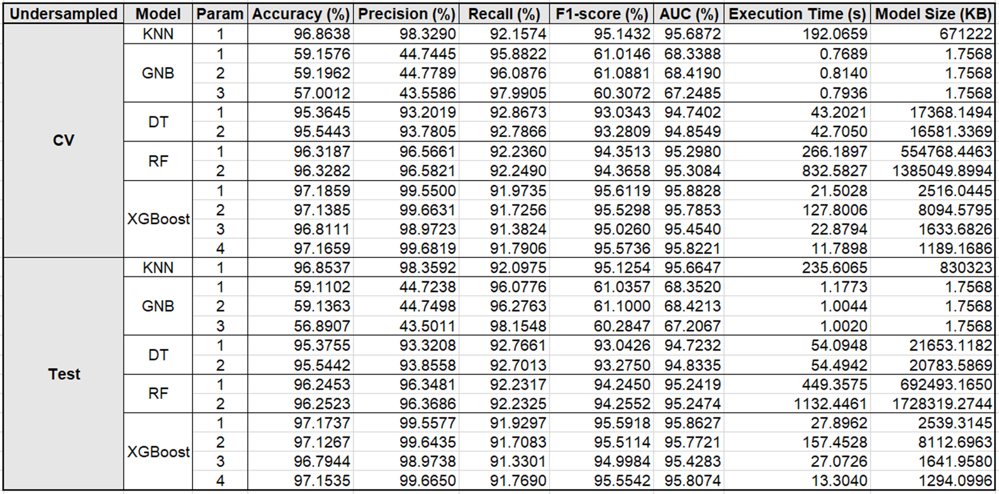 Undersampled Model Param Accuracy (%) Precision (%) Recall (%) F1-score (%) AUC (%) Execution Time (s) Model Size (KB)
CV KNN 1 96.8638 98.3290 92.1574 95.1432 95.6872 192.0659 671222
GNB 1 59.1576 44.7445 95.8822 61.0146 68.3388 0.7689 1.7568
2 59.1962 44.7789 96.0876 61.0881 68.4190 0.8140 1.7568
3 57.0012 43.5586 97.9905 60.3072 67.2485 0.7936 1.7568
DT 1 95.3645 93.2019 92.8673 93.0343 94.7402 43.2021 17368.1494
2 95.5443 93.7805 92.7866 93.2809 94.8549 42.7050 16581.3369
RF 1 96.3187 96.5661 92.2360 94.3513 95.2980 266.1897 554768.4463
2 96.3282 96.5821 92.2490 94.3658 95.3084 832.5827 1385049.8994
XGBoost 1 97.1859 99.5500 91.9735 95.6119 95.8828 21.5028 2516.0445
2 97.1385 99.6631 91.7256 95.5298 95.7853 127.8006 8094.5795
3 96.8111 98.9723 91.3824 95.0260 95.4540 22.8794 1633.6826
4 97.1659 99.6819 91.7906 95.5736 95.8221 11.7898 1189.1686
Test KNN 1 96.8537 98.3592 92.0975 95.1254 95.6647 235.6065 830323
GNB 1 59.1102 44.7238 96.0776 61.0357 68.3520 1.1773 1.7568
2 59.1363 44.7498 96.2763 61.1000 68.4213 1.0044 1.7568
3 56.8907 43.5011 98.1548 60.2847 67.2067 1.0020 1.7568
DT 1 95.3755 93.3208 92.7661 93.0426 94.7232 54.0948 21653.1182
2 95.5442 93.8558 92.7013 93.2750 94.8335 54.4942 20783.5869
RF 1 96.2453 96.3481 92.2317 94.2450 95.2419 449.3575 692493.1650
2 96.2523 96.3686 92.2325 94.2552 95.2474 1132.4461 1728319.2744
XGBoost 1 97.1737 99.5577 91.9297 95.5918 95.8627 27.8962 2539.3145
2 97.1267 99.6435 91.7083 95.5114 95.7721 157.4528 8112.6963
3 96.7944 98.9738 91.3301 94.9984 95.4283 27.0726 1641.9580
4 97.1535 99.6650 91.7690 95.5542 95.8074 13.3040 1294.0996